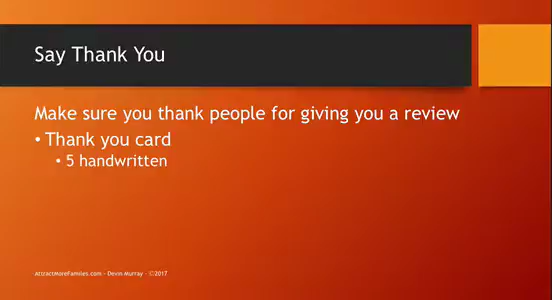 Say Thank You
Make sure you thank people for giving you a review
• Thank you card
• 5 handwritten
AttractMoreFamilies.com - Devin Murray - ©2017